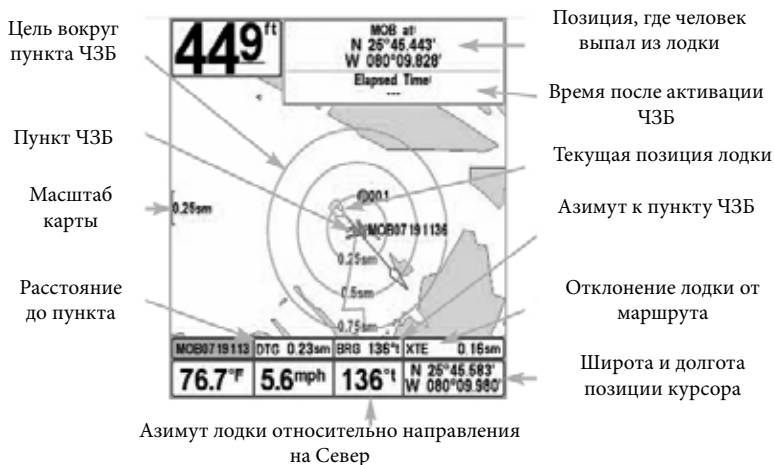 Цель вокруг
пункта ЧЗБ
Пункт ЧЗБ
Масштаб
карты
Расстояние
до пункта
449 ft
MOB at:
N 25°45.443'
W 080°09.828'
Elapsed Time:
---
0001
MOB07191136
0.25sm
0.25sm
0.5sm
0.75sm
MOB0719113 DTG 0.23sm BRG 136°t XTE 0.16sm
76.7°F 5.6mph 136°t N 25°45.583'
W 080°09.980'
Позиция, где человек
выпал из лодки
Время после активации
ЧЗБ
Текущая позиция лодки
Азимут к пункту ЧЗБ
Отклонение лодки от
маршрута
Широта и долгота
позиции курсора
Азимут лодки относительно направления
на Север